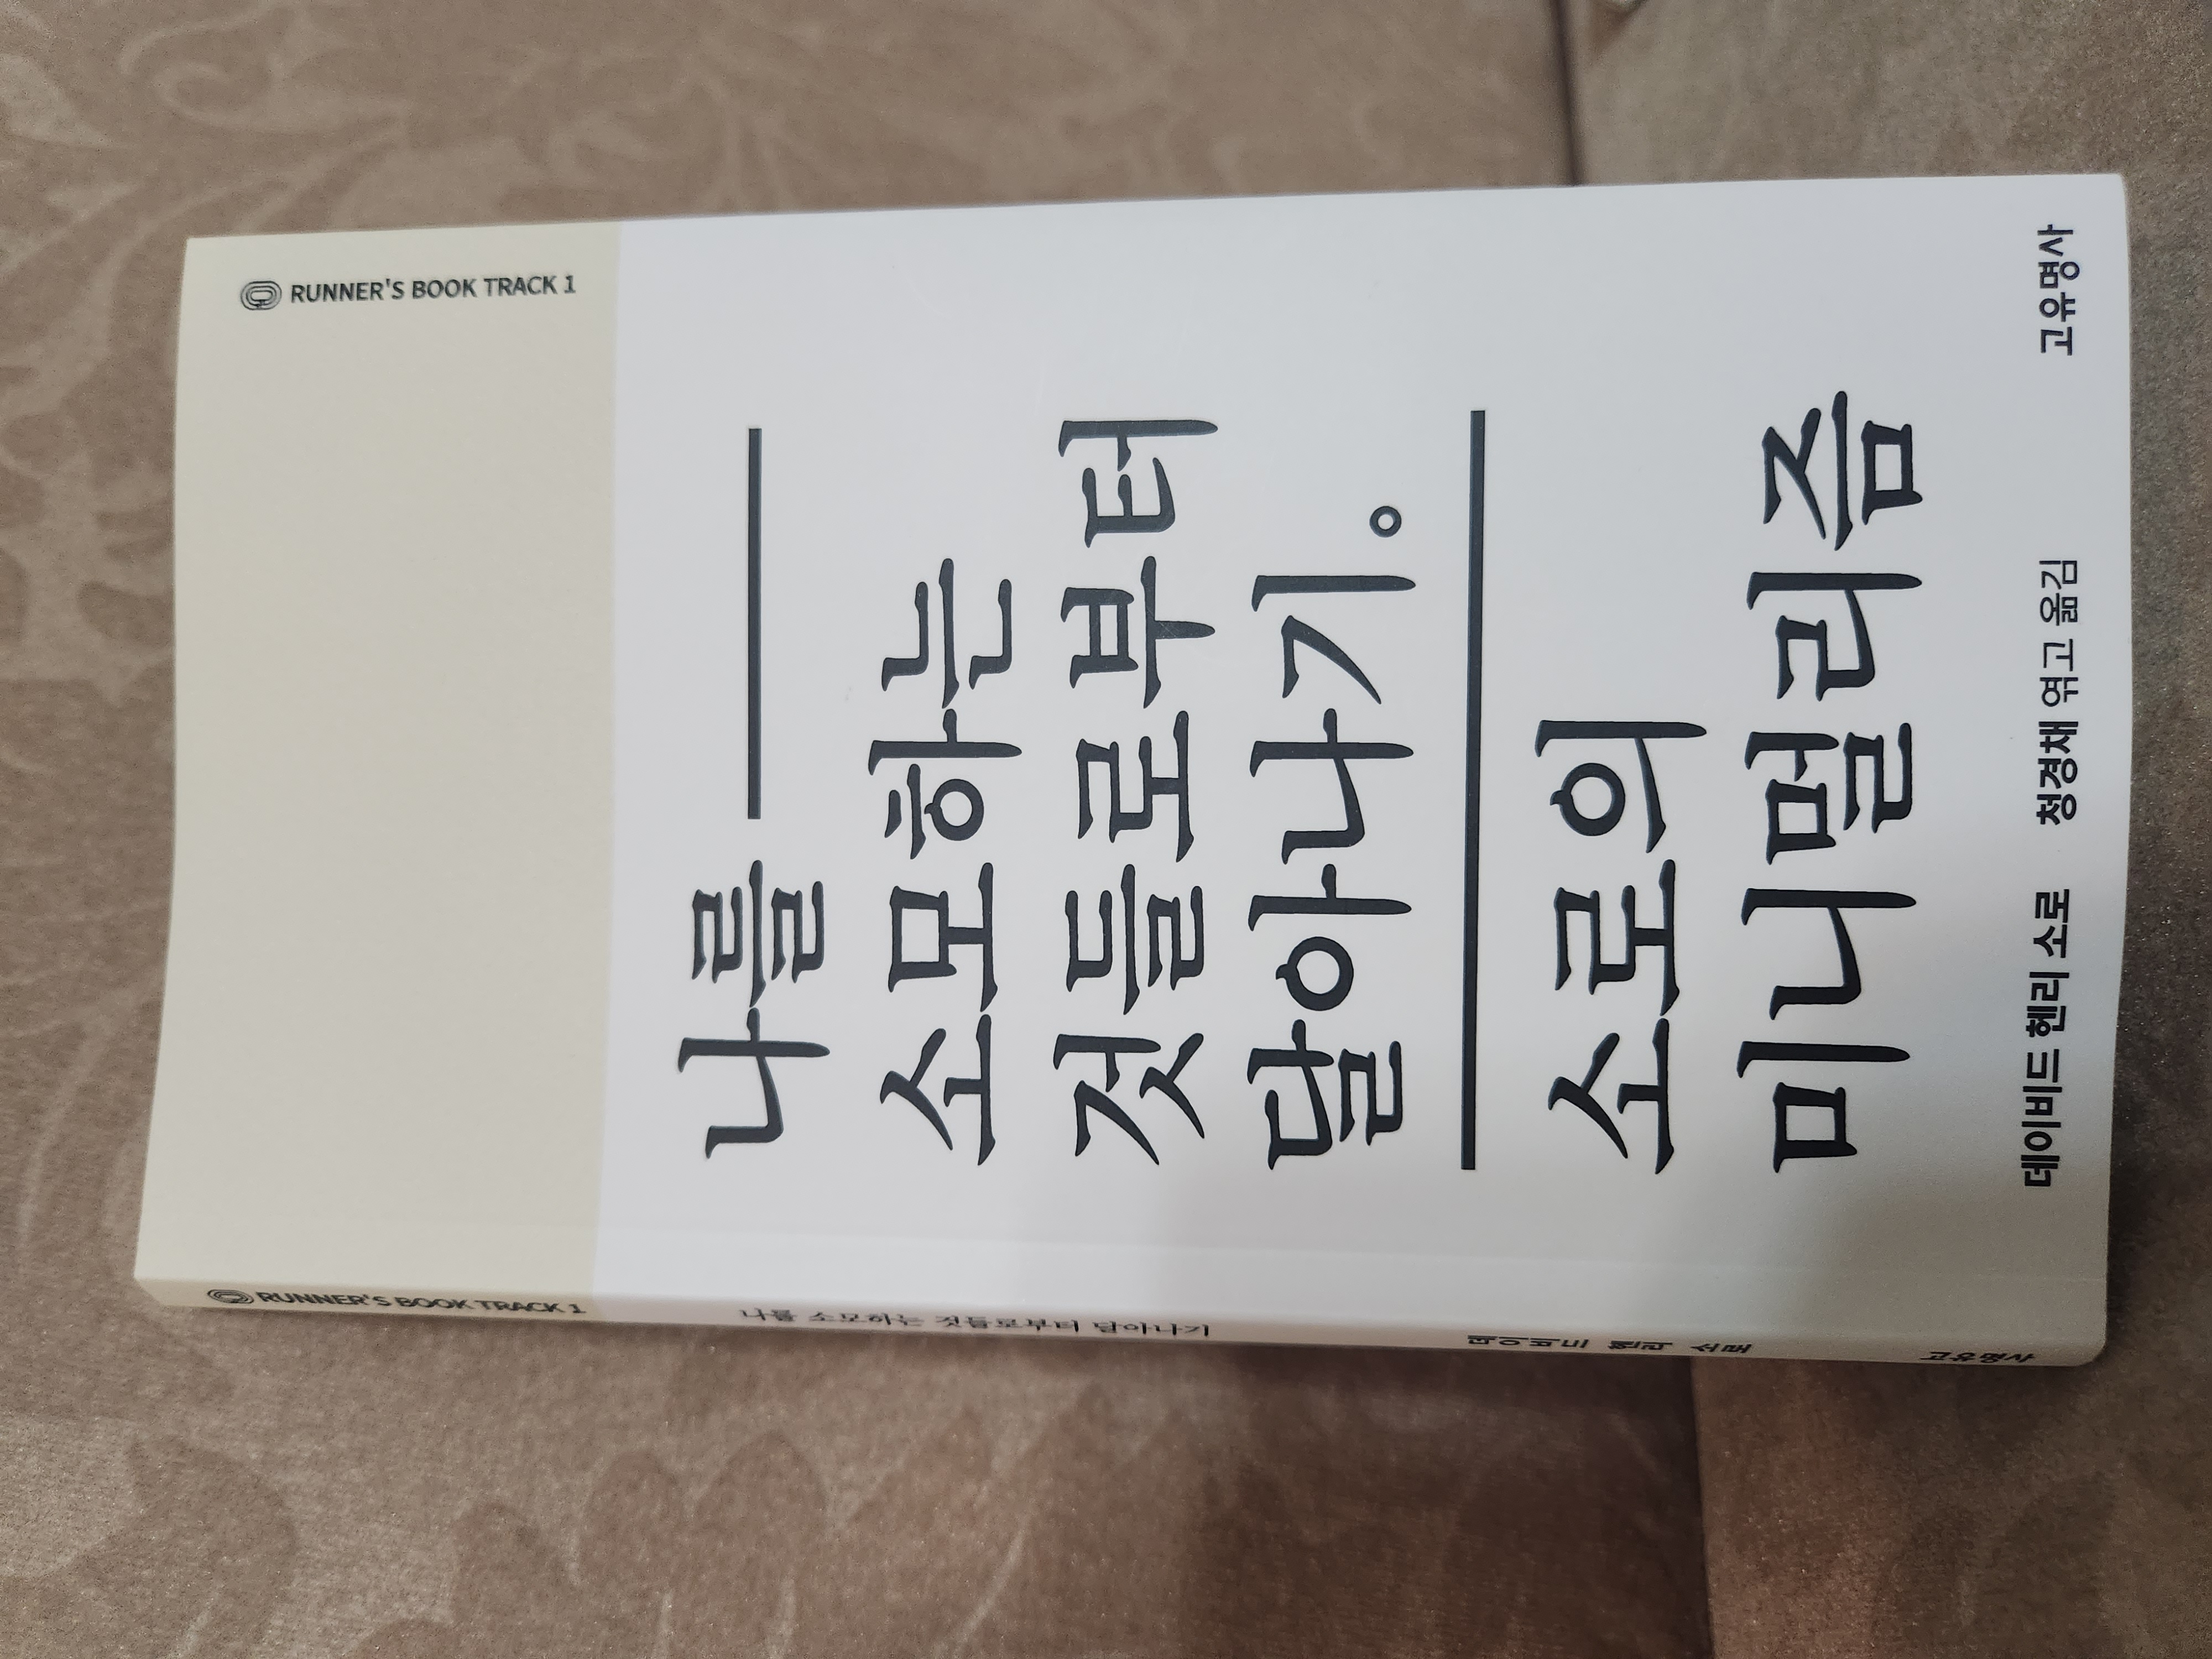 RUNNER'S BOOK TRACK 1
나를
소모하는
것들로부터
달아나기。
소로의
미니멀리즘
데이비드 헨리 소로 청경채 엮고 옮김 고유명사
RUNNER'S BOOK TRACK 1 나를 소모하는 것들로부터 달아나기 데이비드 헨리 소로 고유명사